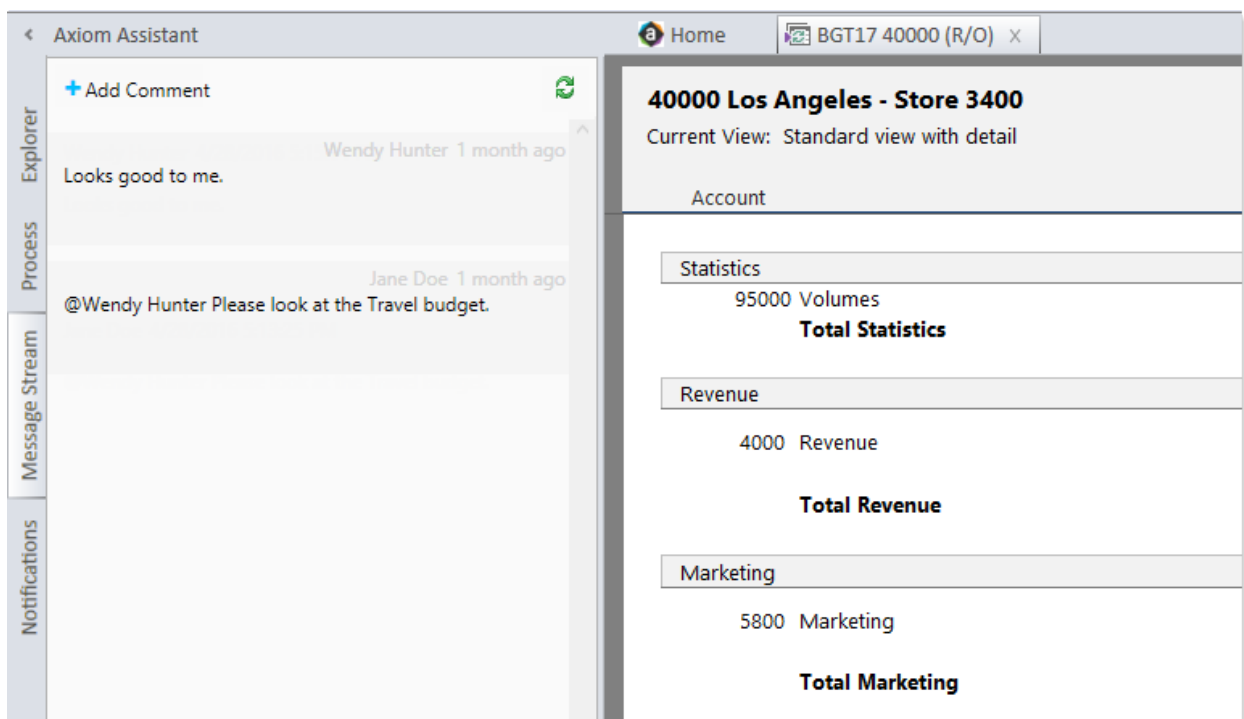 Axiom Assistant
Home
BGT17 40000 (R/O) x
Explorer
Process
Message Stream
Notifications
+ Add Comment
Wendy Hunter 1 month ago
Looks good to me.
Jane Doe 1 month ago
@Wendy Hunter Please look at the Travel budget.
40000 Los Angeles - Store 3400
Current View: Standard view with detail
Account
Statistics
95000 Volumes
Total Statistics
Revenue
4000 Revenue
Total Revenue
Marketing
5800 Marketing
Total Marketing